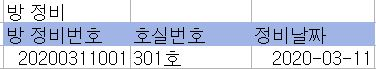 방 정비
방 정비번호 호실번호 정비날짜
20200311001 301호 2020-03-11